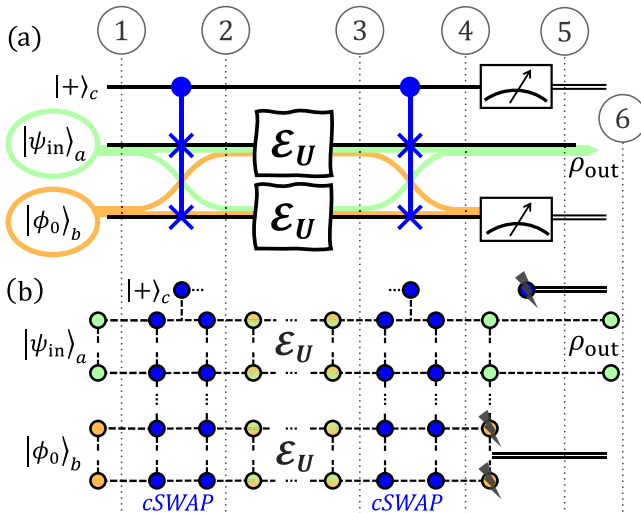 (a)
1 2 3 4 5 6
|+⟩c
|ψin⟩a
ℰU
ρout
|ϕ0⟩b
ℰU
(b)
|+⟩c
|ψin⟩a
ℰU
ρout
|ϕ0⟩b
ℰU
cSWAP cSWAP